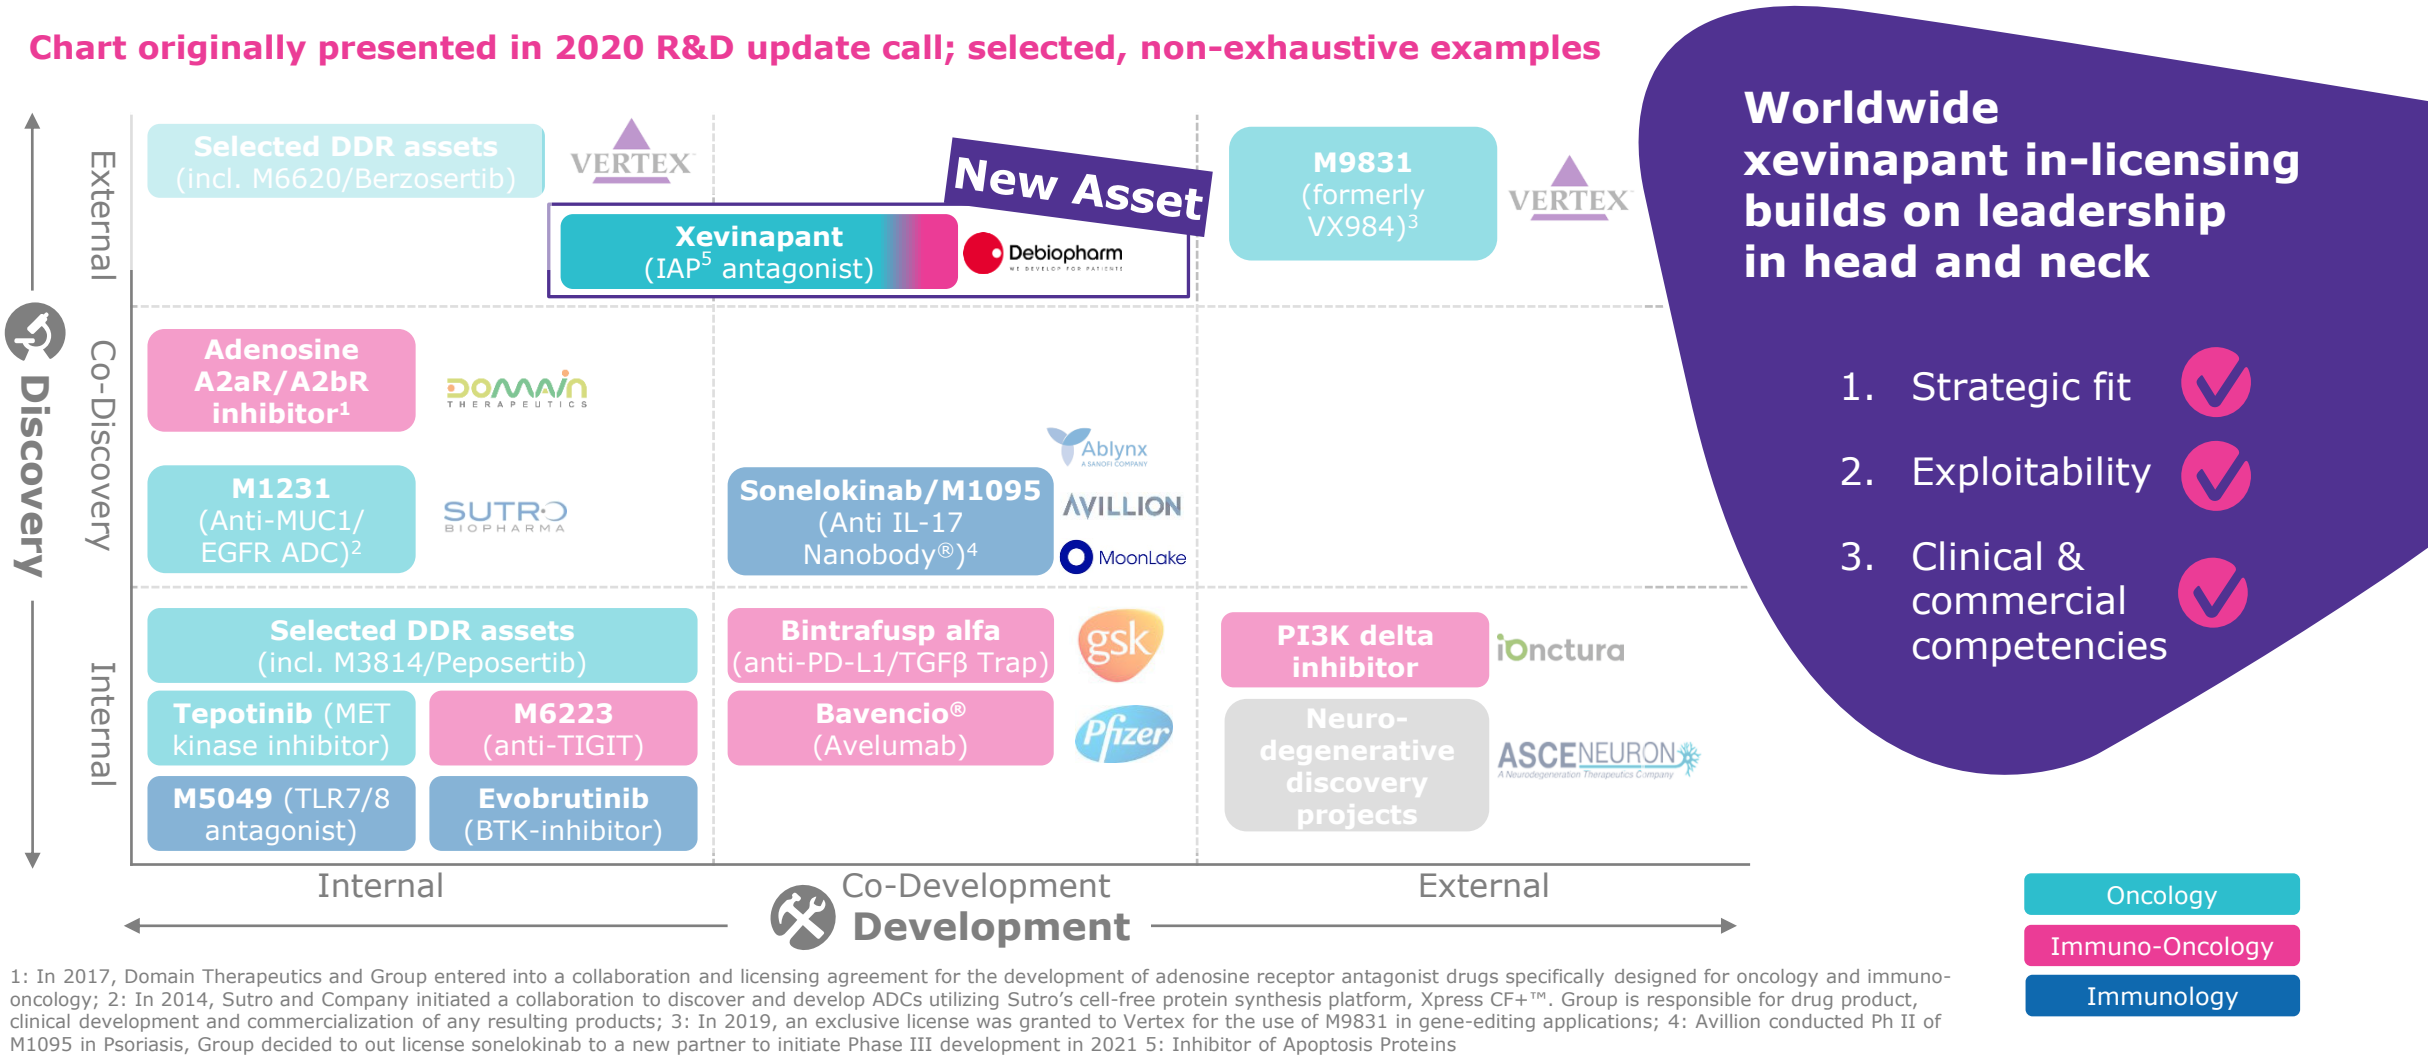 Chart originally presented in 2020 R&D update call; selected, non-exhaustive examples
Discovery
External
Co-Discovery
Internal
Selected DDR assets
(incl. M6620/Berzosertib)
VERTEX
New Asset
Xevinapant
(IAP5 antagonist)
Debiopharm
WE DEVELOP FOR PATIENTS
M9831
(formerly
VX984)3
VERTEX
Adenosine
A2aR/A2bR
inhibitor1
DOMAIN
THERAPEUTICS
M1231
(Anti-MUC1/
EGFR ADC)2
SUTRO
BIOPHARMA
Sonelokinab/M1095
(Anti IL-17
Nanobody®)4
Ablynx
A SANOFI COMPANY
AVILLION
MoonLake
Selected DDR assets
(incl. M3814/Peposertib)
Tepotinib (MET
kinase inhibitor)
M6223
(anti-TIGIT)
M5049 (TLR7/8
antagonist)
Evobrutinib
(BTK-inhibitor)
Bintrafusp alfa
(anti-PD-L1/TGFβ Trap)
gsk
Bavencio®
(Avelumab)
Pfizer
PI3K delta
inhibitor
iOnctura
Neuro-
degenerative
discovery
projects
ASCENEURON
A Neurodegeneration Therapeutics Company
Internal
Co-Development
External
Development
Worldwide
xevinapant in-licensing
builds on leadership
in head and neck
1. Strategic fit
2. Exploitability
3. Clinical &
commercial
competencies
Oncology
Immuno-Oncology
Immunology
1: In 2017, Domain Therapeutics and Group entered into a collaboration and licensing agreement for the development of adenosine receptor antagonist drugs specifically designed for oncology and immuno-
oncology; 2: In 2014, Sutro and Company initiated a collaboration to discover and develop ADCs utilizing Sutro's cell-free protein synthesis platform, Xpress CF+™. Group is responsible for drug product,
clinical development and commercialization of any resulting products; 3: In 2019, an exclusive license was granted to Vertex for the use of M9831 in gene-editing applications; 4: Avillion conducted Ph II of
M1095 in Psoriasis, Group decided to out license sonelokinab to a new partner to initiate Phase III development in 2021 5: Inhibitor of Apoptosis Proteins